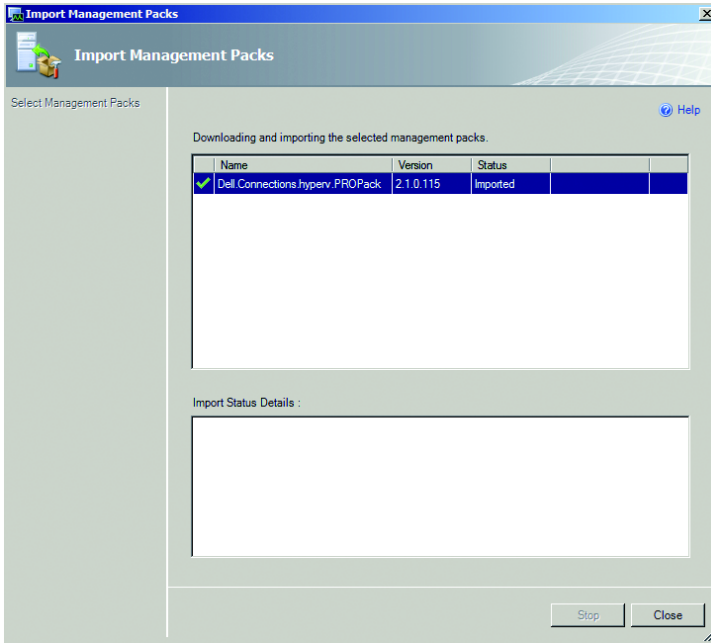 Import Management Packs
Import Management Packs
Select Management Packs
Help
Downloading and importing the selected management packs.
Name Version Status
Dell.Connections.hyperv.PROPack 2.1.0.115 Imported
Import Status Details :
Stop Close